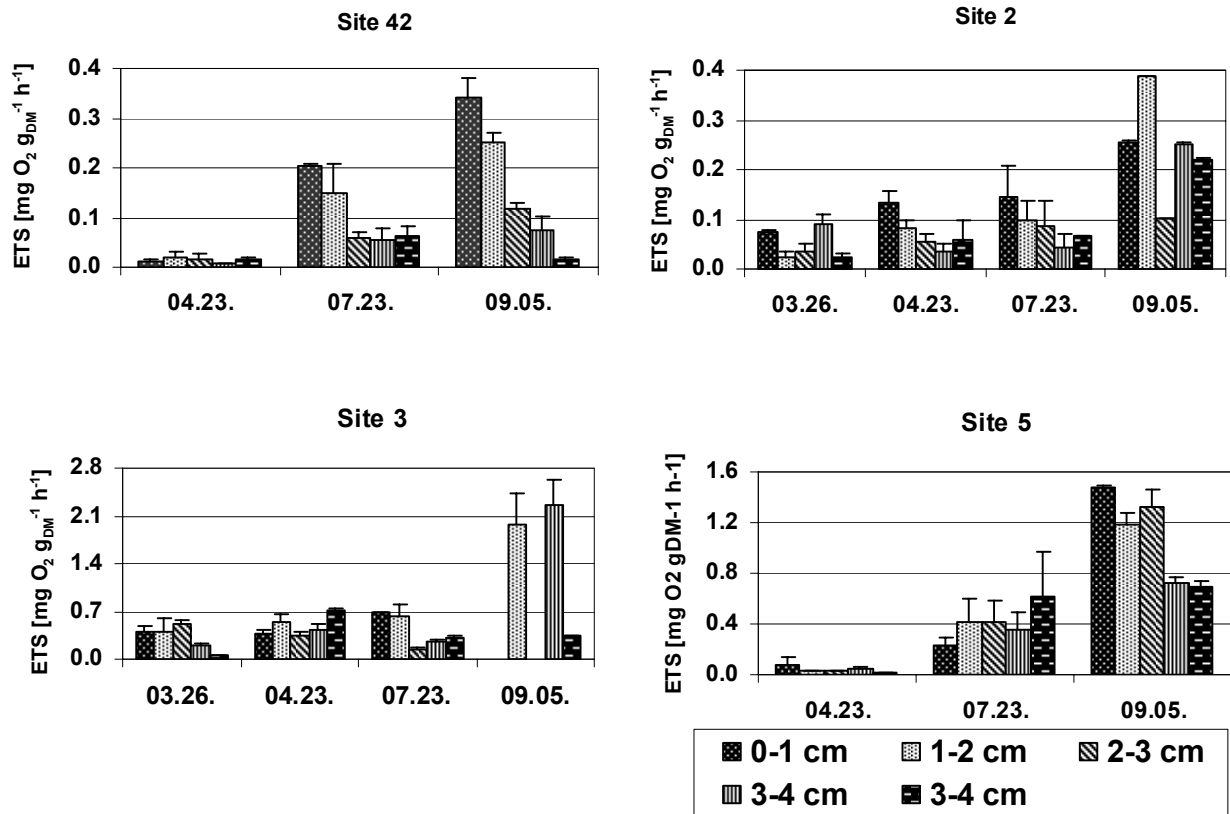 Site 42
ETS [mg O₂ g_DM⁻¹ h⁻¹]
0.4
0.3
0.2
0.1
0.0
04.23. 07.23. 09.05.
Site 2
ETS [mg O₂ g_DM⁻¹ h⁻¹]
0.4
0.3
0.2
0.1
0.0
03.26. 04.23. 07.23. 09.05.
Site 3
ETS [mg O₂ g_DM⁻¹ h⁻¹]
2.8
2.1
1.4
0.7
0.0
03.26. 04.23. 07.23. 09.05.
Site 5
ETS [mg O2 gDM-1 h-1]
1.6
1.2
0.8
0.4
0.0
04.23. 07.23. 09.05.
0-1 cm 1-2 cm 2-3 cm
3-4 cm 3-4 cm